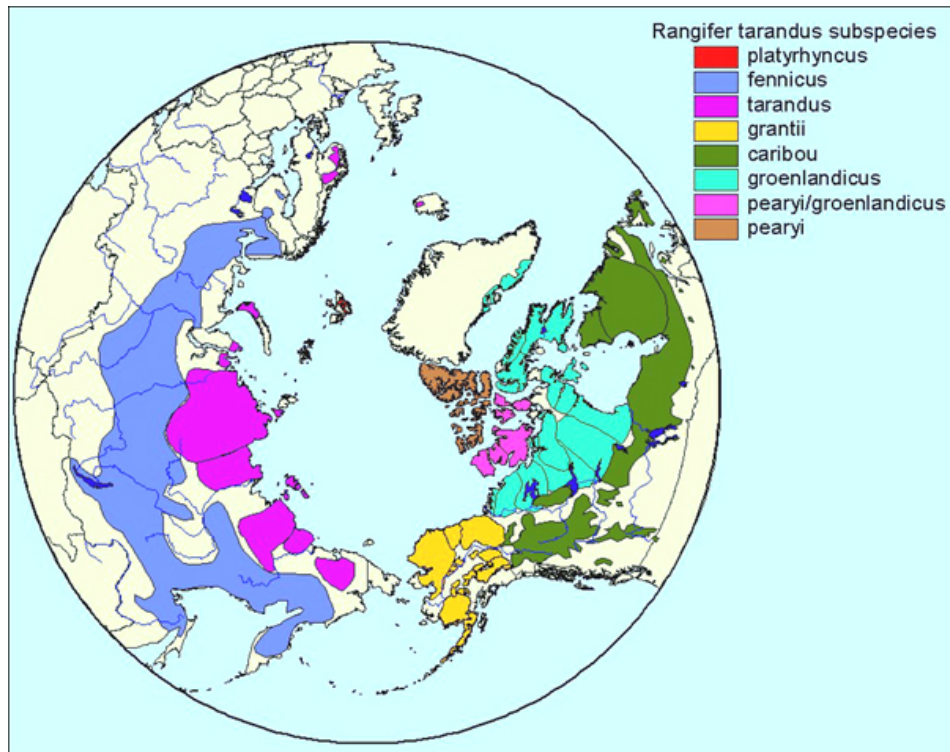 Rangifer tarandus subspecies
platyrhyncus
fennicus
tarandus
grantii
caribou
groenlandicus
pearyi/groenlandicus
pearyi